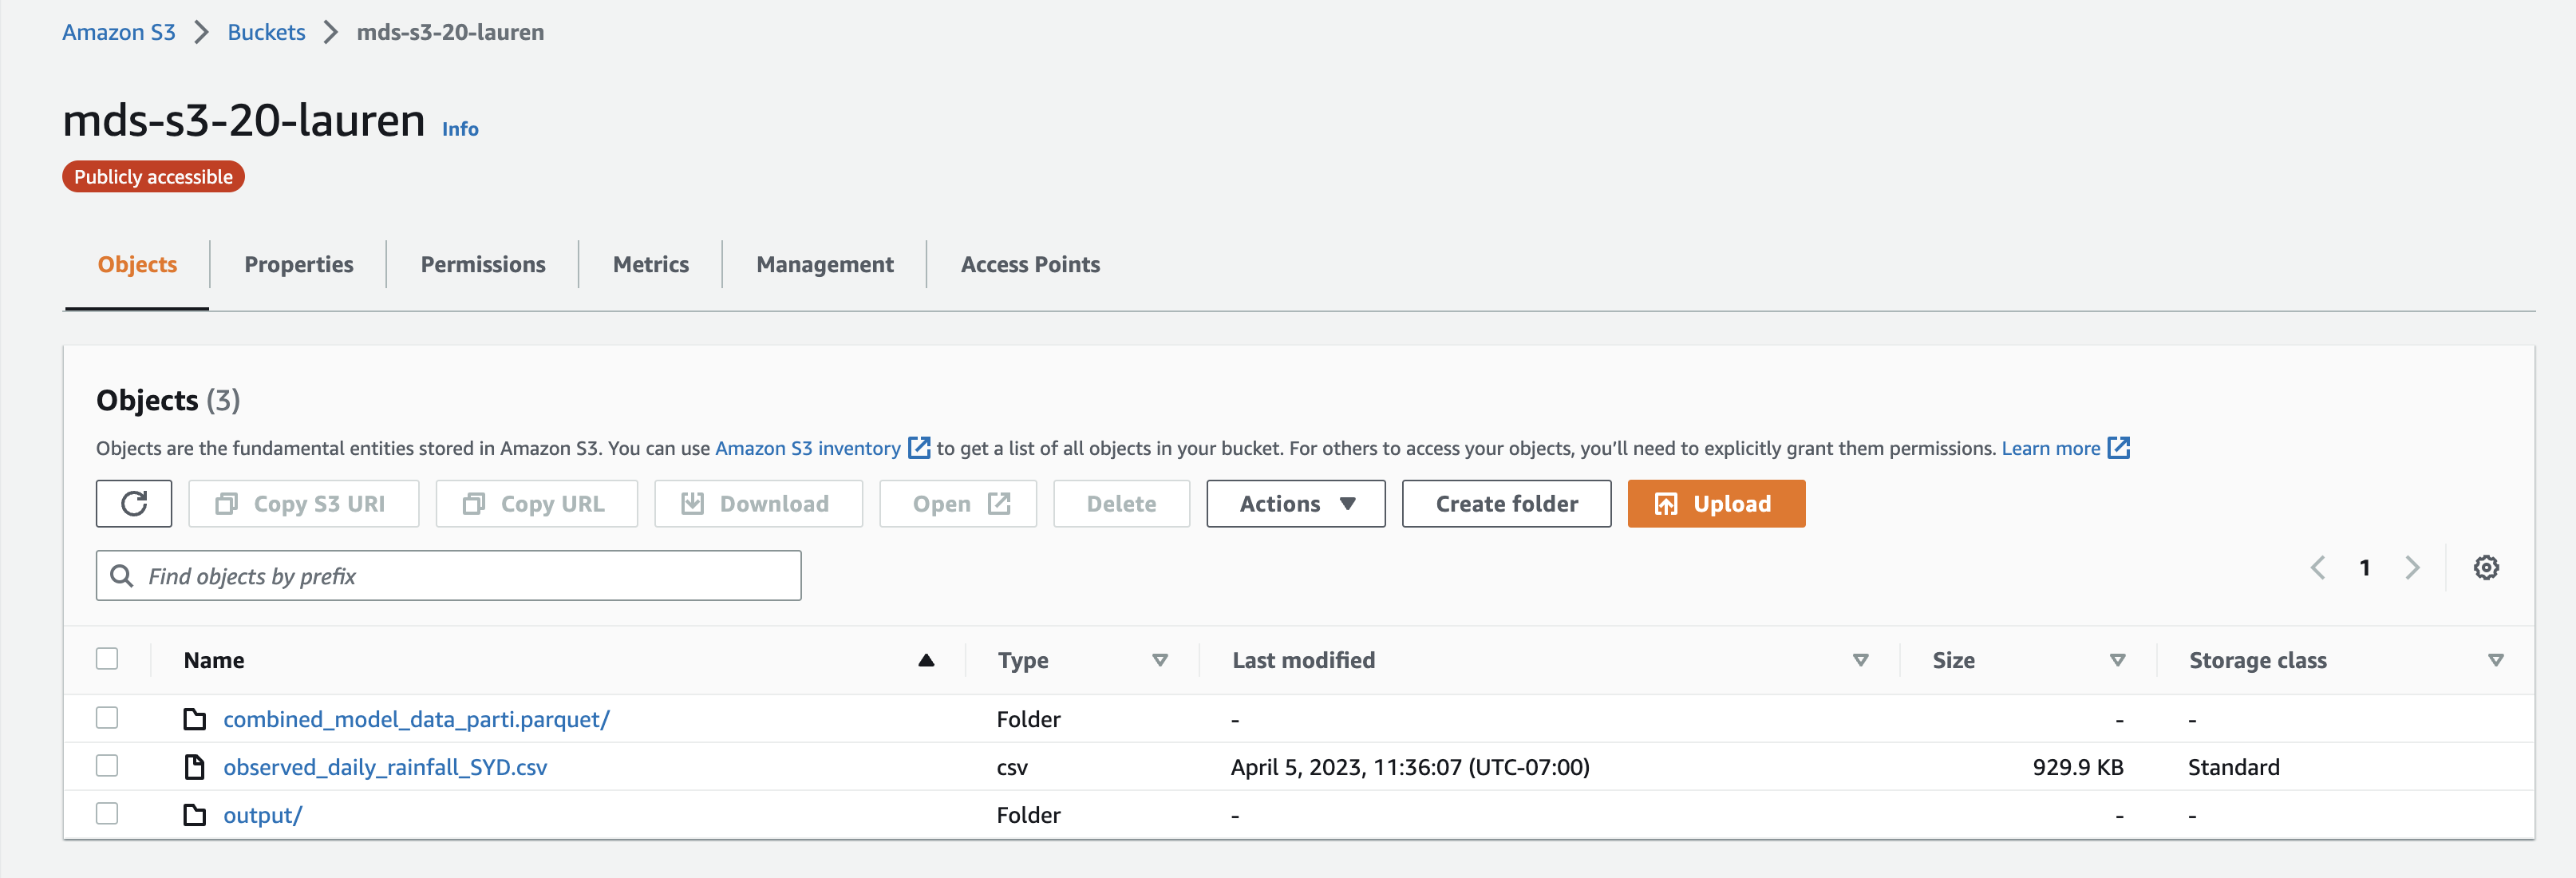 Amazon S3 Buckets mds-s3-20-lauren
mds-s3-20-lauren Info
Publicly accessible
Objects Properties Permissions Metrics Management Access Points
Objects (3)
Objects are the fundamental entities stored in Amazon S3. You can use Amazon S3 inventory to get a list of all objects in your bucket. For others to access your objects, you’ll need to explicitly grant them permissions. Learn more
Copy S3 URI Copy URL Download Open Delete Actions Create folder Upload
Find objects by prefix 1
Name Type Last modified Size Storage class
combined_model_data_parti.parquet/ Folder - - -
observed_daily_rainfall_SYD.csv csv April 5, 2023, 11:36:07 (UTC-07:00) 929.9 KB Standard
output/ Folder - - -